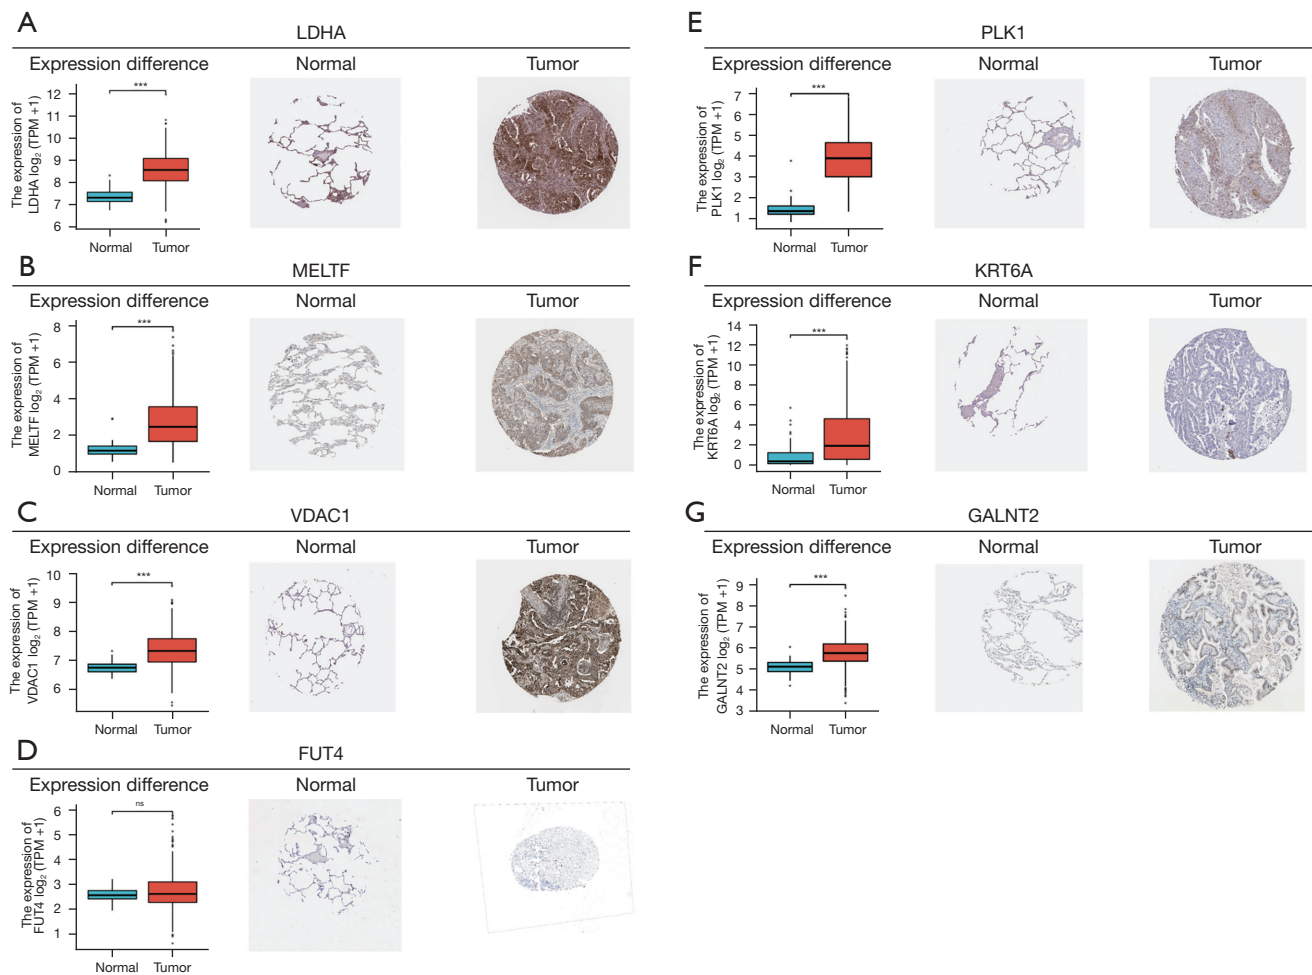 A
LDHA
Expression difference
Normal
Tumor
The expression of
LDHA log2 (TPM +1)
12
11
10
9
8
7
6
***
Normal
Tumor
B
MELTF
Expression difference
Normal
Tumor
The expression of
MELTF log2 (TPM +1)
8
6
4
2
0
***
Normal
Tumor
C
VDAC1
Expression difference
Normal
Tumor
The expression of
VDAC1 log2 (TPM +1)
10
9
8
7
6
***
Normal
Tumor
D
FUT4
Expression difference
Normal
Tumor
The expression of
FUT4 log2 (TPM +1)
6
5
4
3
2
1
ns
Normal
Tumor
E
PLK1
Expression difference
Normal
Tumor
The expression of
PLK1 log2 (TPM +1)
7
6
5
4
3
2
1
***
Normal
Tumor
F
KRT6A
Expression difference
Normal
Tumor
The expression of
KRT6A log2 (TPM +1)
14
12
10
8
6
4
2
0
***
Normal
Tumor
G
GALNT2
Expression difference
Normal
Tumor
The expression of
GALNT2 log2 (TPM +1)
9
8
7
6
5
4
3
***
Normal
Tumor